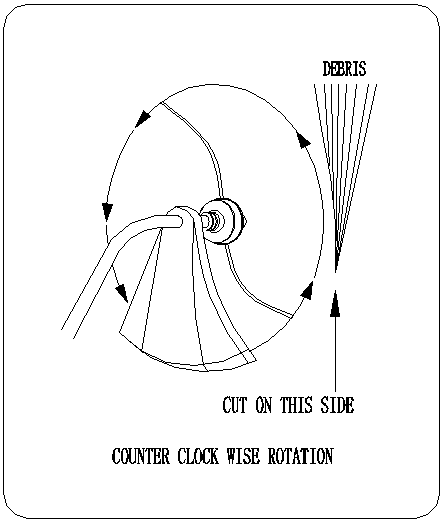 DEBRIS
CUT ON THIS SIDE
COUNTER CLOCK WISE ROTATION